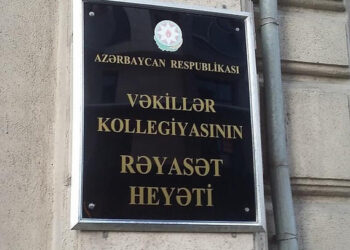 AZƏRBAYCAN RESPUBLİKASI
VƏKİLLƏR
KOLLEGİYASININ
RƏYASƏT
HEYƏTİ